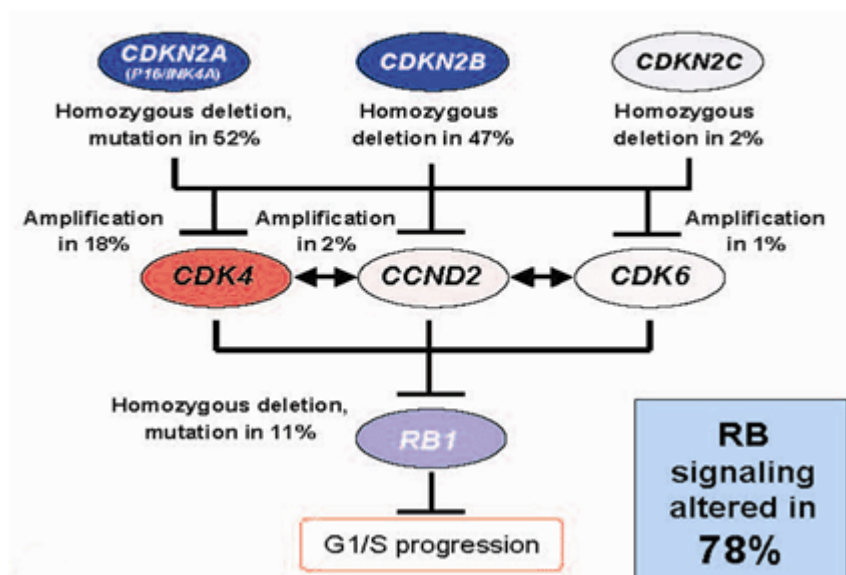 CDKN2A
(P16/INK4A)
CDKN2B
CDKN2C
Homozygous deletion,
mutation in 52%
Homozygous
deletion in 47%
Homozygous
deletion in 2%
Amplification
in 18%
Amplification
in 2%
Amplification
in 1%
CDK4
CCND2
CDK6
Homozygous deletion,
mutation in 11%
RB1
G1/S progression
RB
signaling
altered in
78%